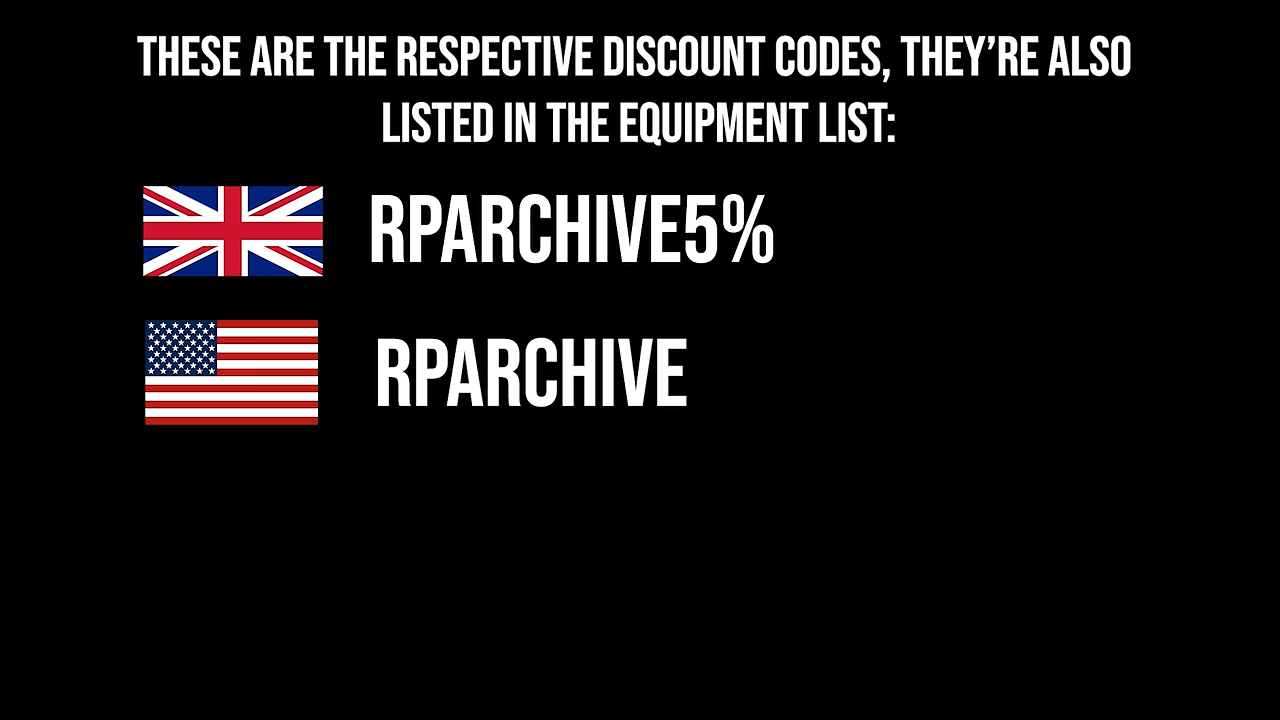 THESE ARE THE RESPECTIVE DISCOUNT CODES, THEY’RE ALSO
LISTED IN THE EQUIPMENT LIST:
RPARCHIVE5%
RPARCHIVE